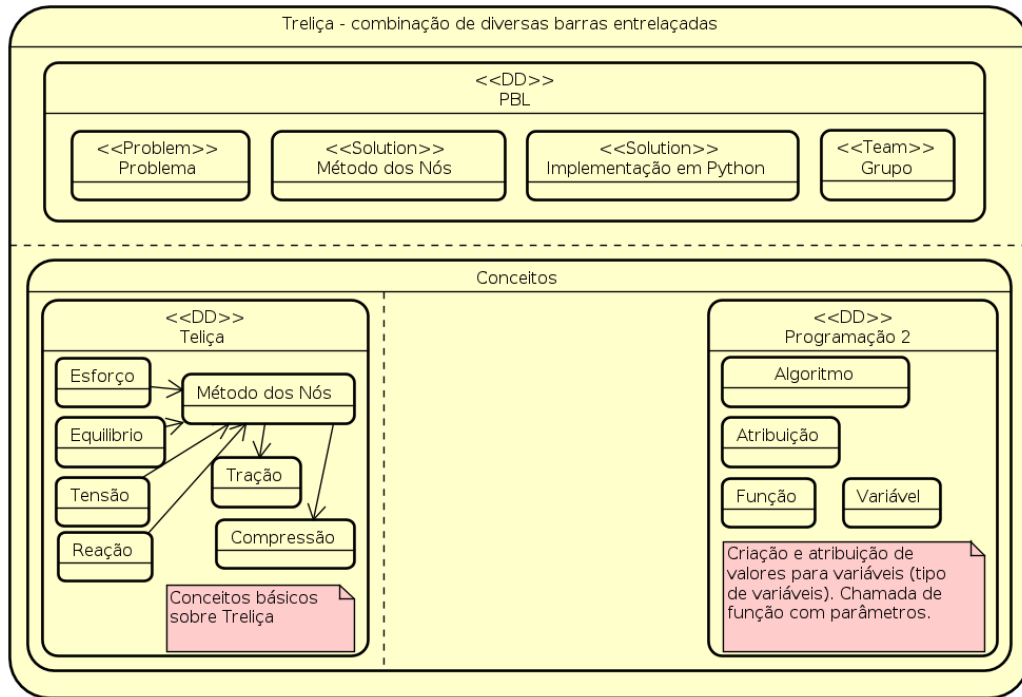 Treliça - combinação de diversas barras entrelaçadas
<<DD>>
PBL
<<Problem>>
Problema
<<Solution>>
Método dos Nós
<<Solution>>
Implementação em Python
<<Team>>
Grupo
Conceitos
<<DD>>
Teliça
Esforço
Método dos Nós
Equilibrio
Tensão
Tração
Reação
Compressão
Conceitos básicos
sobre Treliça
<<DD>>
Programação 2
Algoritmo
Atribuição
Função
Variável
Criação e atribuição de
valores para variáveis (tipo
de variáveis). Chamada de
função com parâmetros.